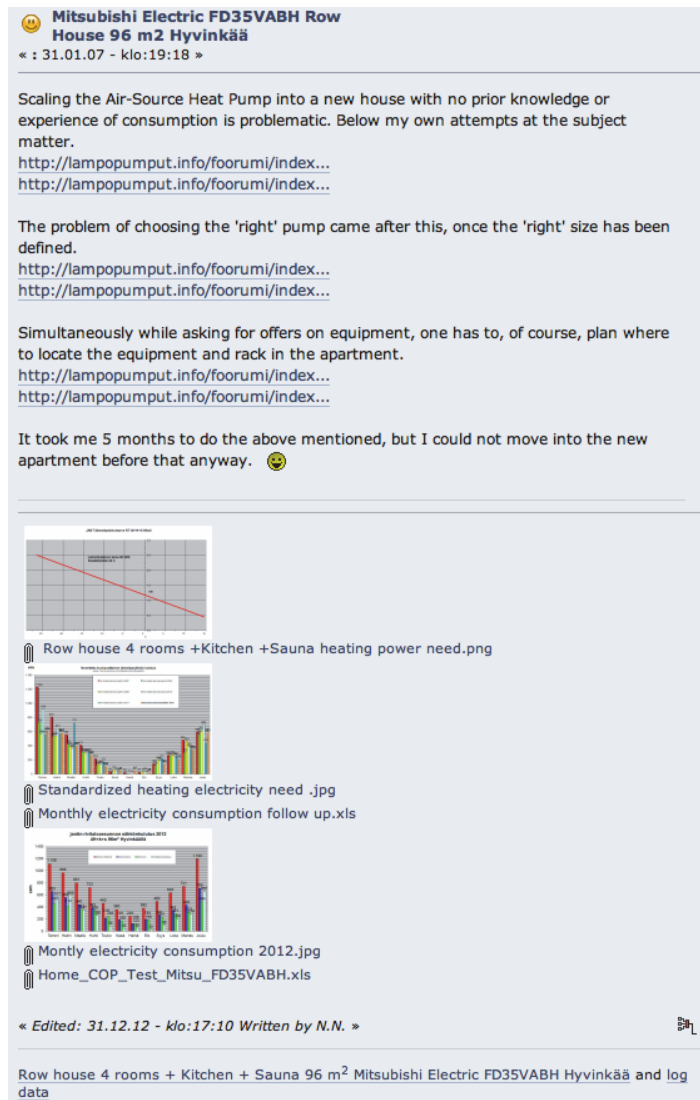 Mitsubishi Electric FD35VABH Row
House 96 m2 Hyvinkää
« : 31.01.07 - klo:19:18 »
Scaling the Air-Source Heat Pump into a new house with no prior knowledge or
experience of consumption is problematic. Below my own attempts at the subject
matter.
http://lampopumput.info/foorumi/index...
http://lampopumput.info/foorumi/index...
The problem of choosing the 'right' pump came after this, once the 'right' size has been
defined.
http://lampopumput.info/foorumi/index...
http://lampopumput.info/foorumi/index...
Simultaneously while asking for offers on equipment, one has to, of course, plan where
to locate the equipment and rack in the apartment.
http://lampopumput.info/foorumi/index...
http://lampopumput.info/foorumi/index...
It took me 5 months to do the above mentioned, but I could not move into the new
apartment before that anyway.
Row house 4 rooms +Kitchen +Sauna heating power need.png
Standardized heating electricity need .jpg
Monthly electricity consumption follow up.xls
Montly electricity consumption 2012.jpg
Home_COP_Test_Mitsu_FD35VABH.xls
« Edited: 31.12.12 - klo:17:10 Written by N.N. »
Row house 4 rooms + Kitchen + Sauna 96 m² Mitsubishi Electric FD35VABH Hyvinkää and log
data